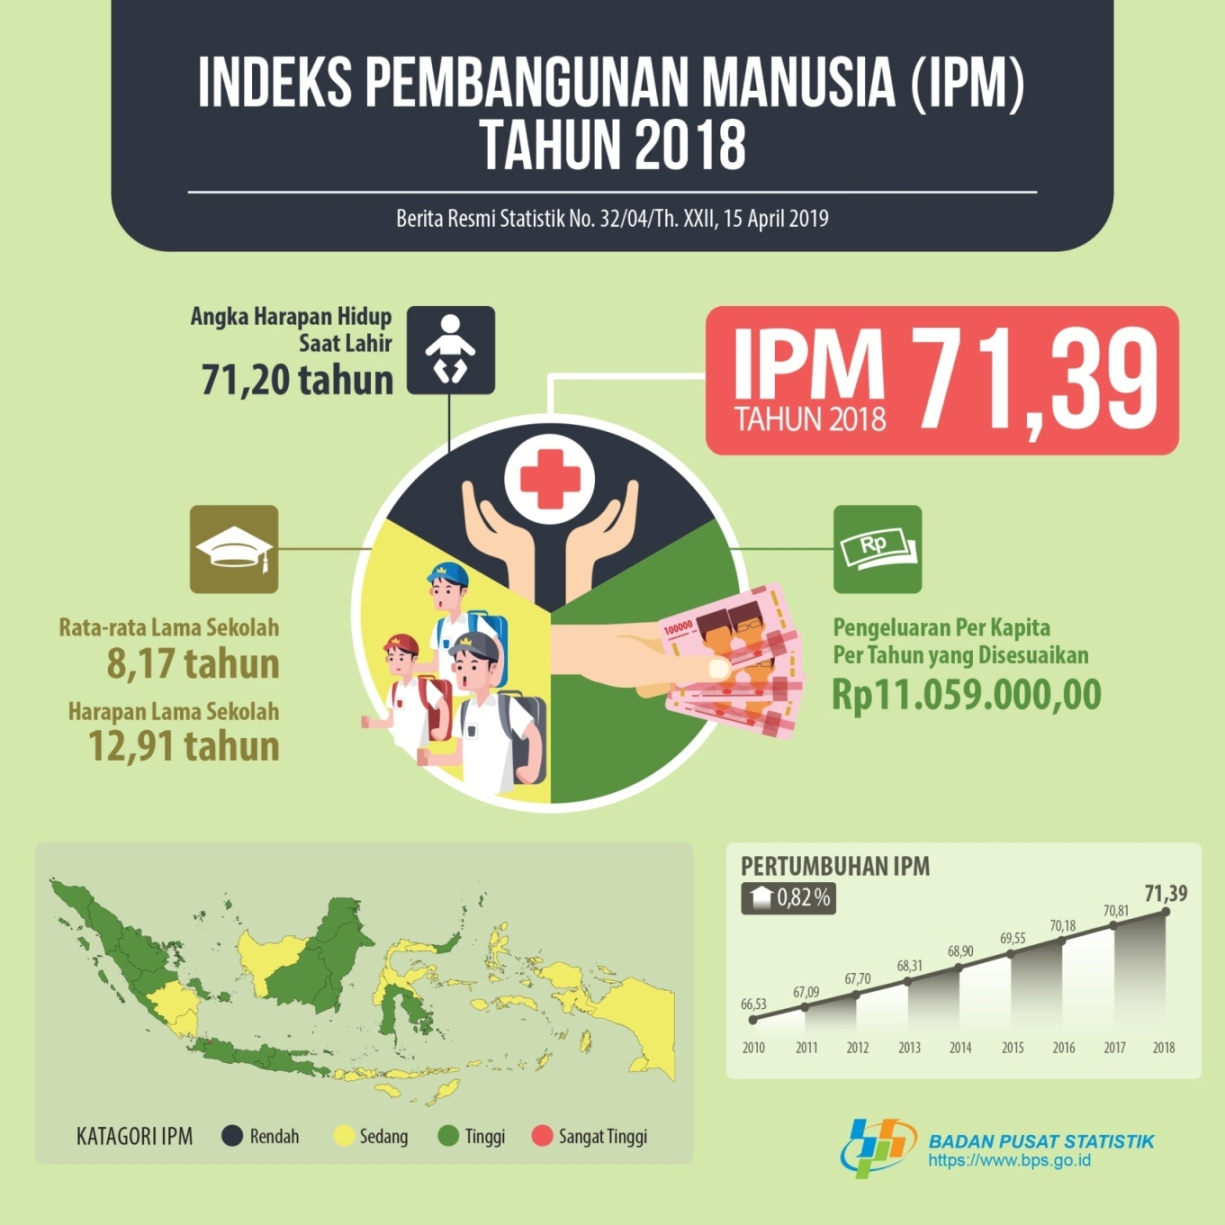 INDEKS PEMBANGUNAN MANUSIA (IPM)
TAHUN 2018
Berita Resmi Statistik No. 32/04/Th. XXII, 15 April 2019
Angka Harapan Hidup
Saat Lahir
71,20 tahun
IPM
TAHUN 2018
71,39
Rata-rata Lama Sekolah
8,17 tahun
Harapan Lama Sekolah
12,91 tahun
100000
Rp
Pengeluaran Per Kapita
Per Tahun yang Disesuaikan
Rp11.059.000,00
KATAGORI IPM
Rendah
Sedang
Tinggi
Sangat Tinggi
PERTUMBUHAN IPM
0,82 %
66,53
67,09
67,70
68,31
68,90
69,55
70,18
70,81
71,39
2010
2011
2012
2013
2014
2015
2016
2017
2018
BADAN PUSAT STATISTIK
https://www.bps.go.id